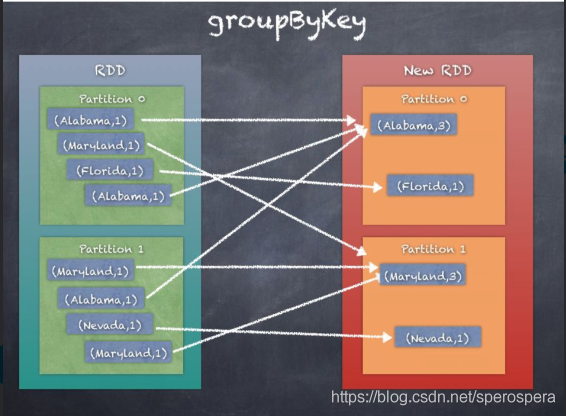 groupByKey
RDD
Partition 0
(Alabama,1)
(Maryland,1)
(Florida,1)
(Alabama,1)
Partition 1
(Maryland,1)
(Alabama,1)
(Nevada,1)
(Maryland,1)
New RDD
Partition 0
(Alabama,3)
(Florida,1)
Partition 1
(Maryland,3)
(Nevada,1)
https://blog.csdn.net/sperospera